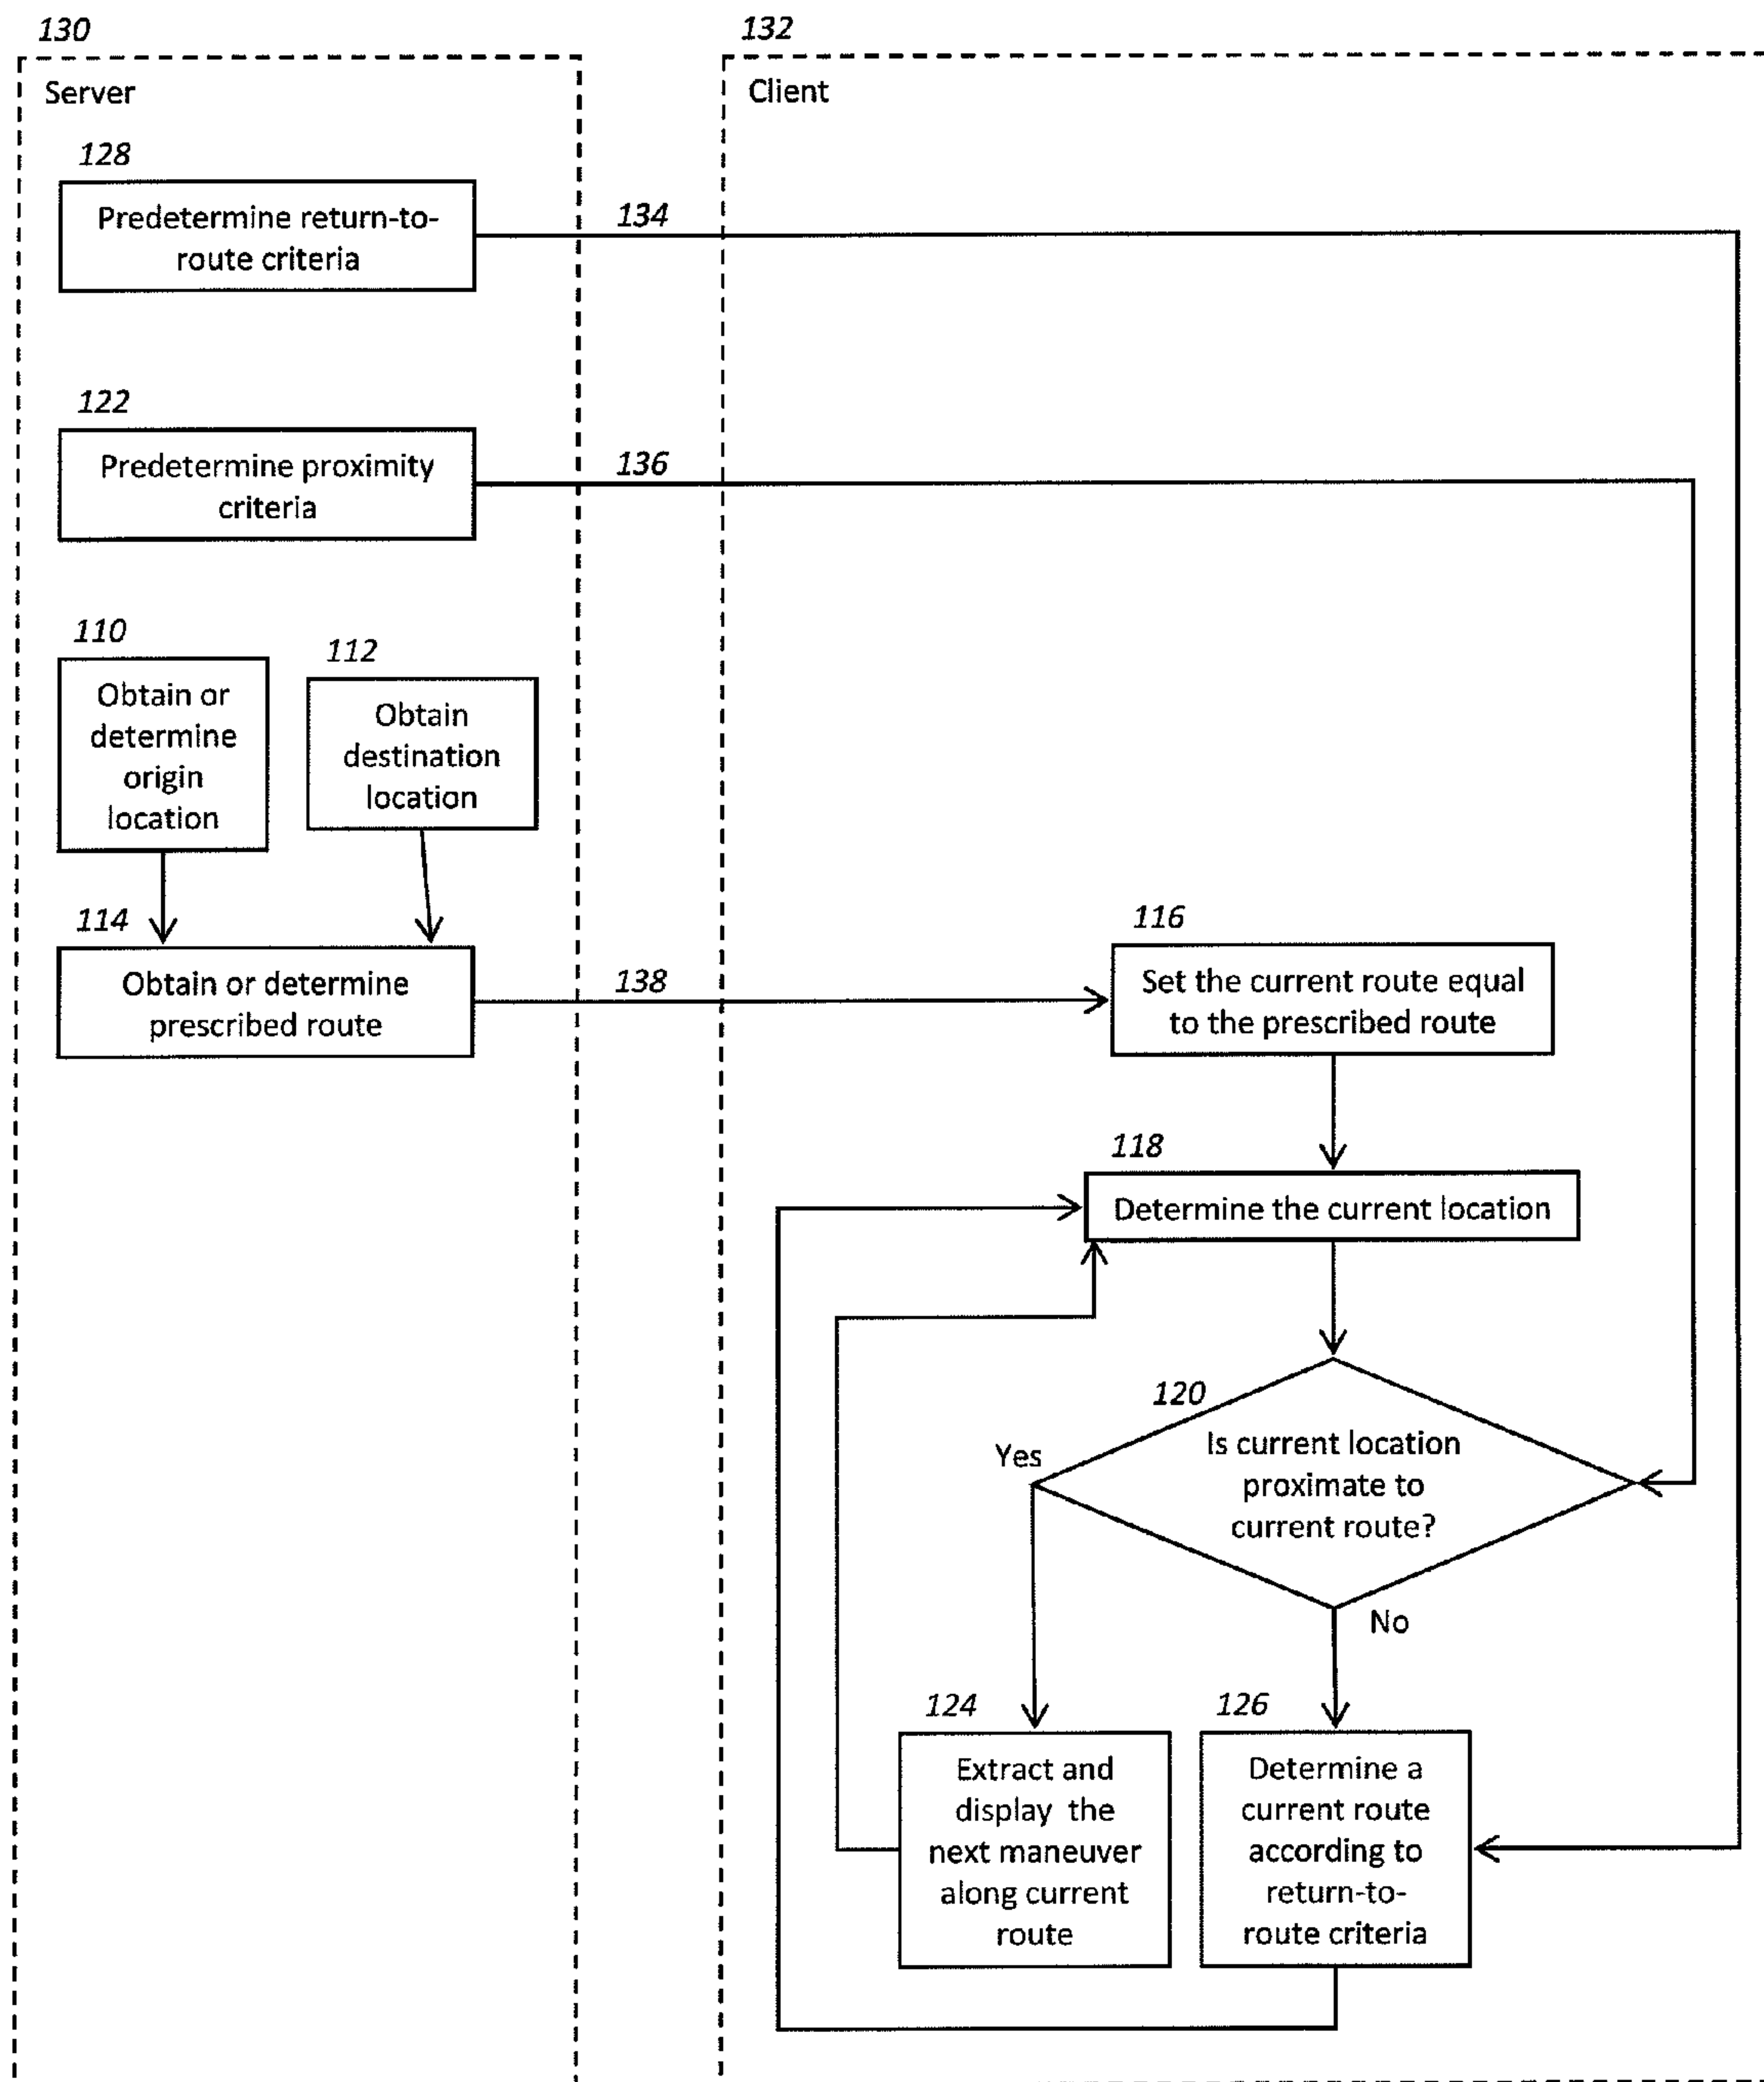 130
Server
128
Predetermine return-to-
route criteria
134
122
Predetermine proximity
criteria
136
110
Obtain or
determine
origin
location
112
Obtain
destination
location
114
Obtain or determine
prescribed route
138
132
Client
116
Set the current route equal
to the prescribed route
118
Determine the current location
120
Is current location
proximate to
current route?
Yes
No
124
Extract and
display the
next maneuver
along current
route
126
Determine a
current route
according to
return-to-
route criteria